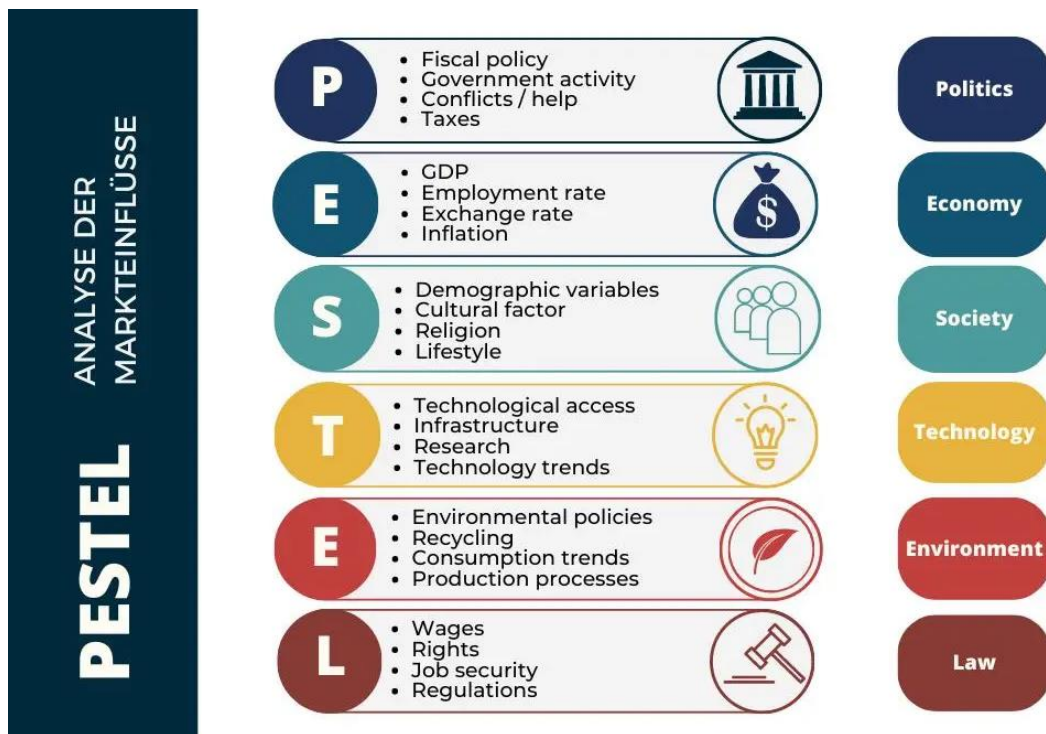 PESTEL
ANALYSE DER
MARKTEINFLÜSSE
P
• Fiscal policy
• Government activity
• Conflicts / help
• Taxes
Politics
E
• GDP
• Employment rate
• Exchange rate
• Inflation
$
Economy
S
• Demographic variables
• Cultural factor
• Religion
• Lifestyle
Society
T
• Technological access
• Infrastructure
• Research
• Technology trends
Technology
E
• Environmental policies
• Recycling
• Consumption trends
• Production processes
Environment
L
• Wages
• Rights
• Job security
• Regulations
Law